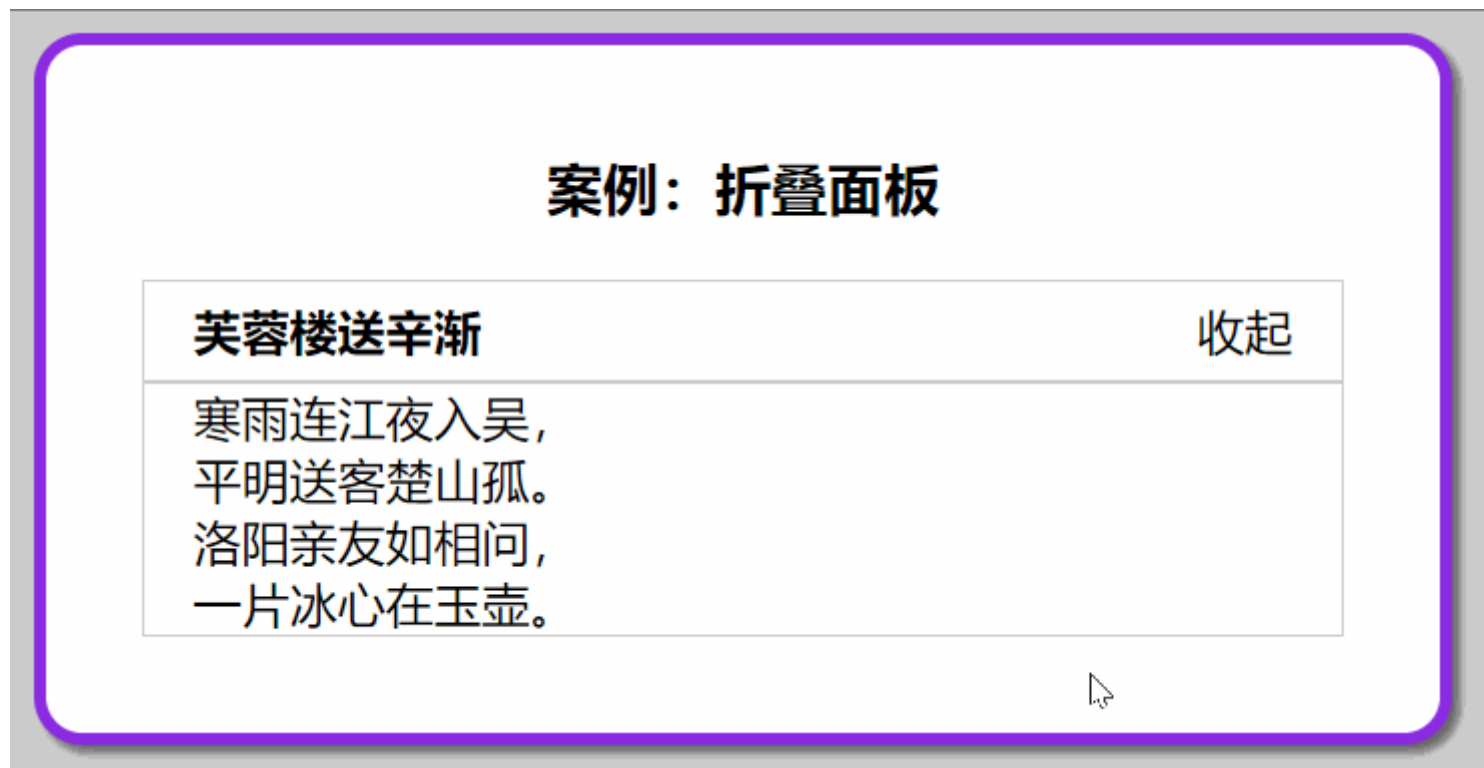 案例：折叠面板
芙蓉楼送辛渐
收起
寒雨连江夜入吴，
平明送客楚山孤。
洛阳亲友如相问，
一片冰心在玉壶。